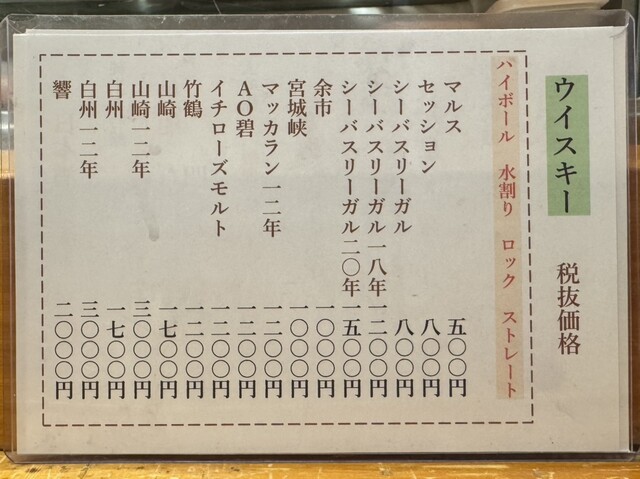 ウイスキー 税抜価格
ハイボール 水割り ロック ストレート
マルス 五〇〇円
セッション 八〇〇円
シーバスリーガル 八〇〇円
シーバスリーガル一八年 一二〇〇円
シーバスリーガル二〇年 一五〇〇円
余市 一〇〇〇円
宮城峡 一〇〇〇円
マッカラン一二年 一二〇〇円
AO碧 一二〇〇円
イチローズモルト 一二〇〇円
竹鶴 一二〇〇円
山崎 一七〇〇円
山崎一二年 三〇〇〇円
白州 一七〇〇円
白州一二年 三〇〇〇円
響 二〇〇〇円